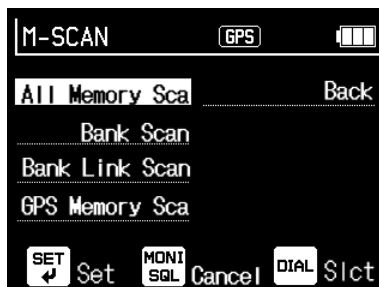 M-SCAN GPS
All Memory Sca Back
Bank Scan
Bank Link Scan
GPS Memory Sca
SET Set MONI SQL Cancel DIAL Slct